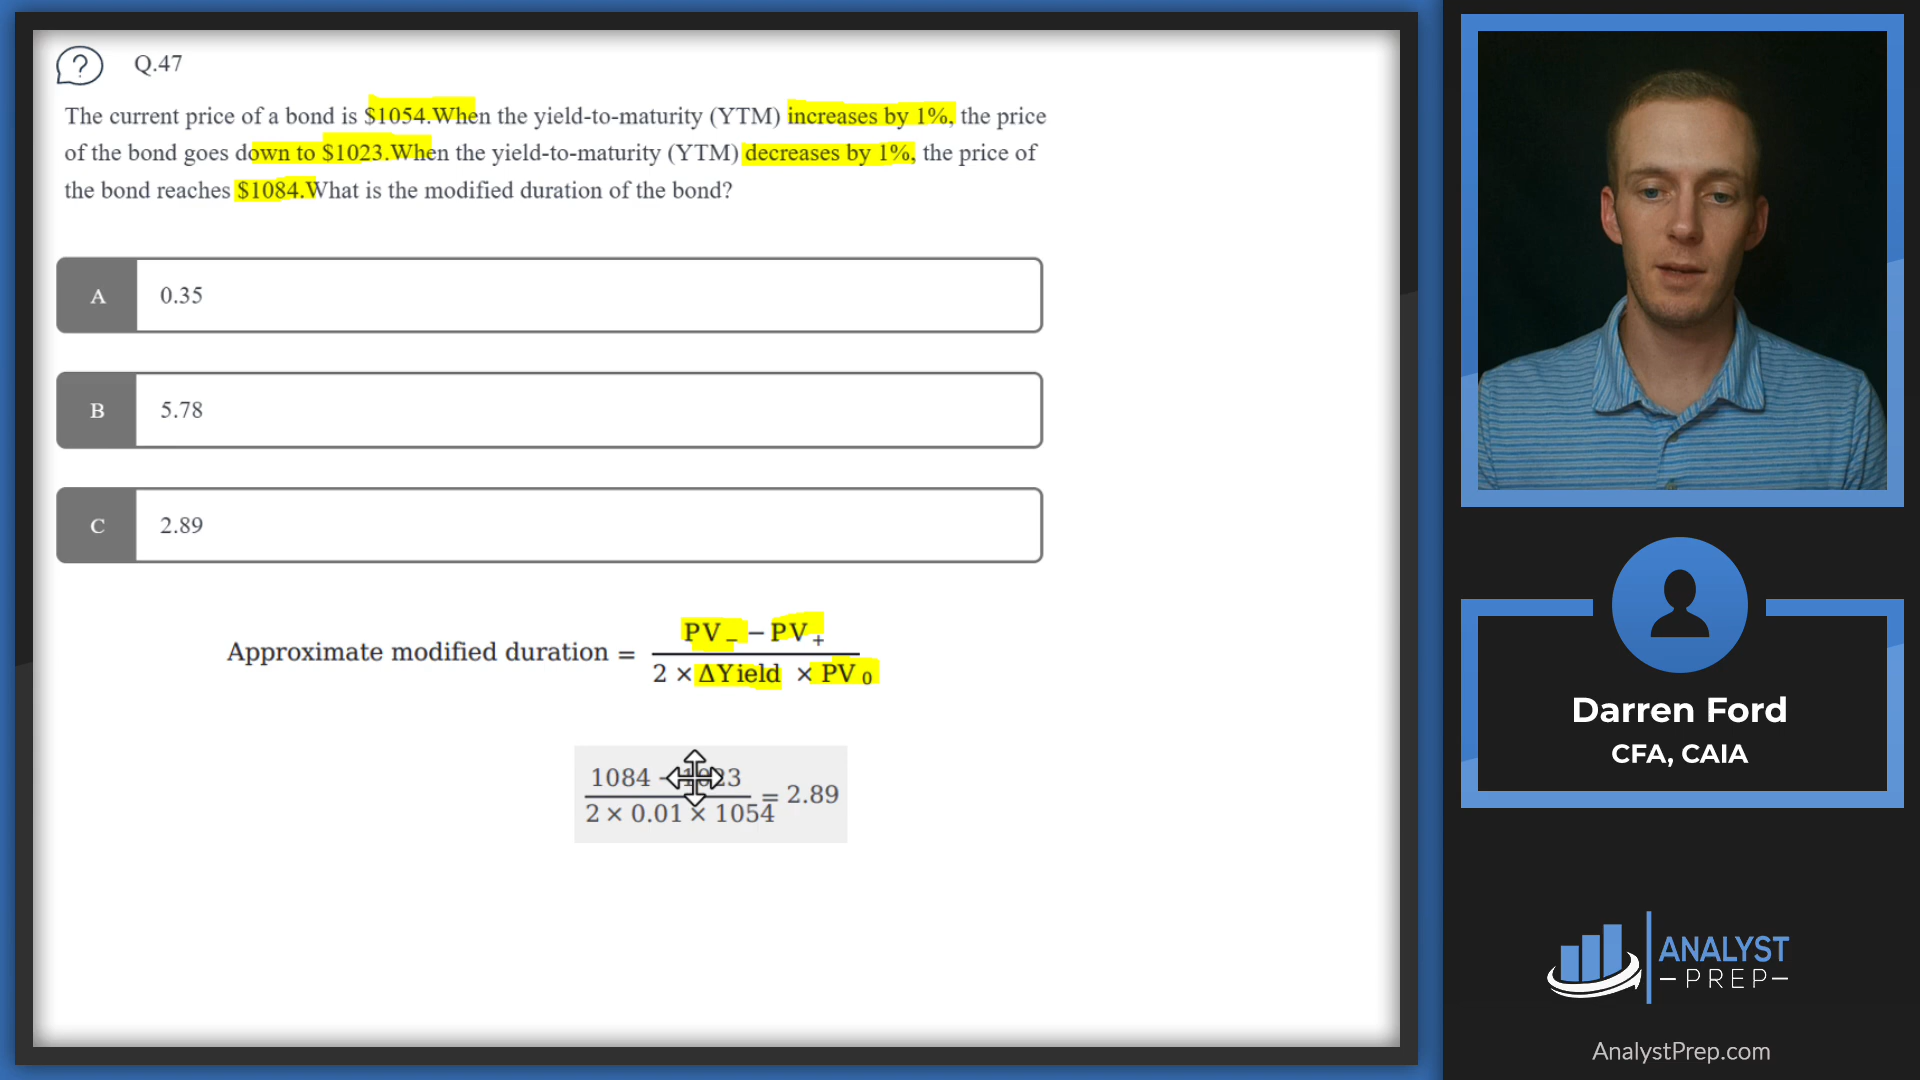 Q.47
The current price of a bond is $1054.When the yield-to-maturity (YTM) increases by 1%, the price
of the bond goes down to $1023.When the yield-to-maturity (YTM) decreases by 1%, the price of
the bond reaches $1084.What is the modified duration of the bond?
A 0.35
B 5.78
C 2.89
Approximate modified duration = 
PV₋ − PV₊
2 × ΔYield × PV₀
1084 - 1023
2 × 0.01 × 1054
= 2.89
Darren Ford
CFA, CAIA
ANALYST
PREP
AnalystPrep.com